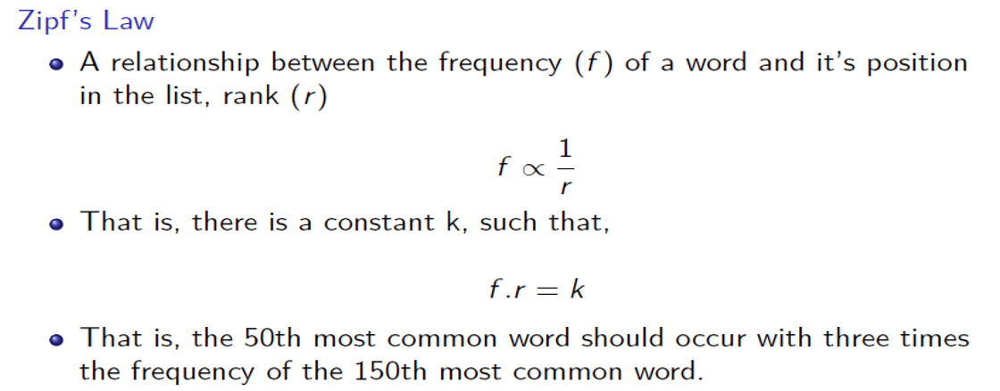 Zipf's Law
A relationship between the frequency (f) of a word and it's position
in the list, rank (r)
f ∝ 1/r
That is, there is a constant k, such that,
f.r = k
That is, the 50th most common word should occur with three times
the frequency of the 150th most common word.